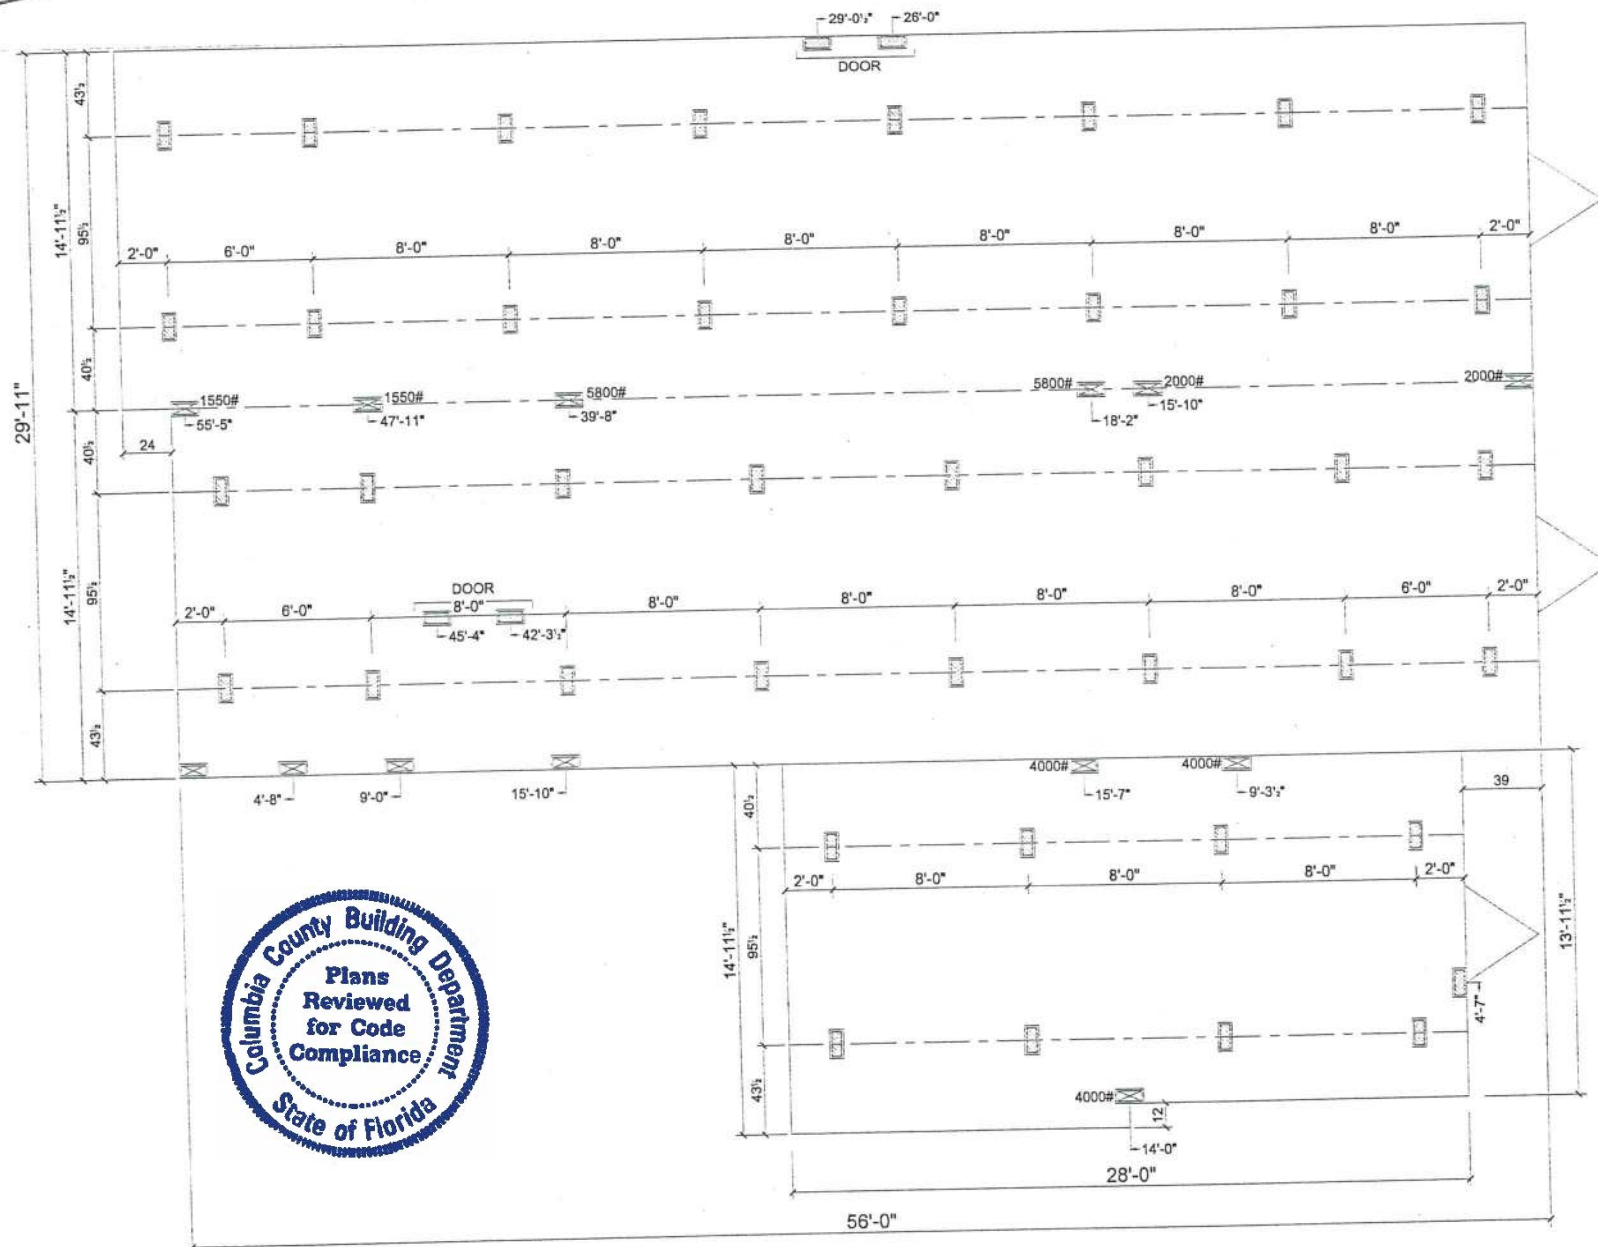 29'-0½" 26'-0"
DOOR
43½
14'-11½"
95½
2'-0" 6'-0" 8'-0" 8'-0" 8'-0" 8'-0" 8'-0" 8'-0" 2'-0"
29'-11"
40½
1550# 1550# 5800# 5800# 2000# 2000#
55'-5" 47'-11" 39'-8" 18'-2" 15'-10"
24
40½
14'-11½"
95½
DOOR
2'-0" 6'-0" 8'-0" 8'-0" 8'-0" 8'-0" 8'-0" 6'-0" 2'-0"
45'-4" 42'-3½"
43½
4'-8" 9'-0" 15'-10"
4000# 4000#
15'-7" 9'-3½"
39
40½
2'-0" 8'-0" 8'-0" 8'-0" 2'-0"
14'-11½"
95½
13'-11½"
4'-7"
43½
4000#
12
14'-0"
28'-0"
56'-0"
Columbia County Building Department
Plans
Reviewed
for Code
Compliance
State of Florida